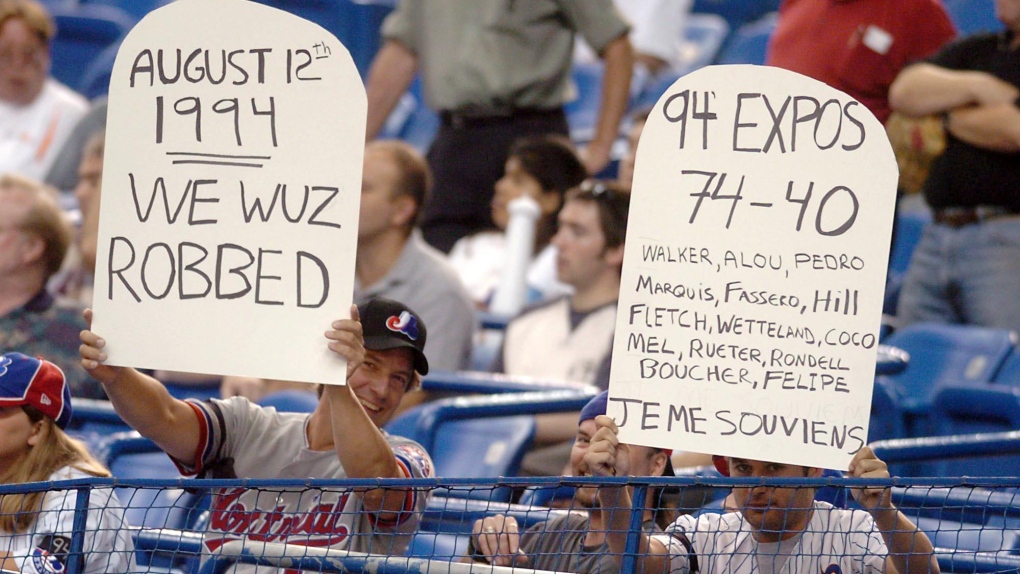 AUGUST 12th
1994
WE WUZ
ROBBED
94' EXPOS
74-40
WALKER, ALOU, PEDRO
MARQUIS, FASSERO, Hill
FLETCH, WETTELAND, COCO
MEL, RUETER, RONDELL
BOUCHER, FELIPE
JE ME SOUVIENS
Montréal